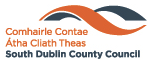 Comhairle Contae
Átha Cliath Theas
South Dublin County Council